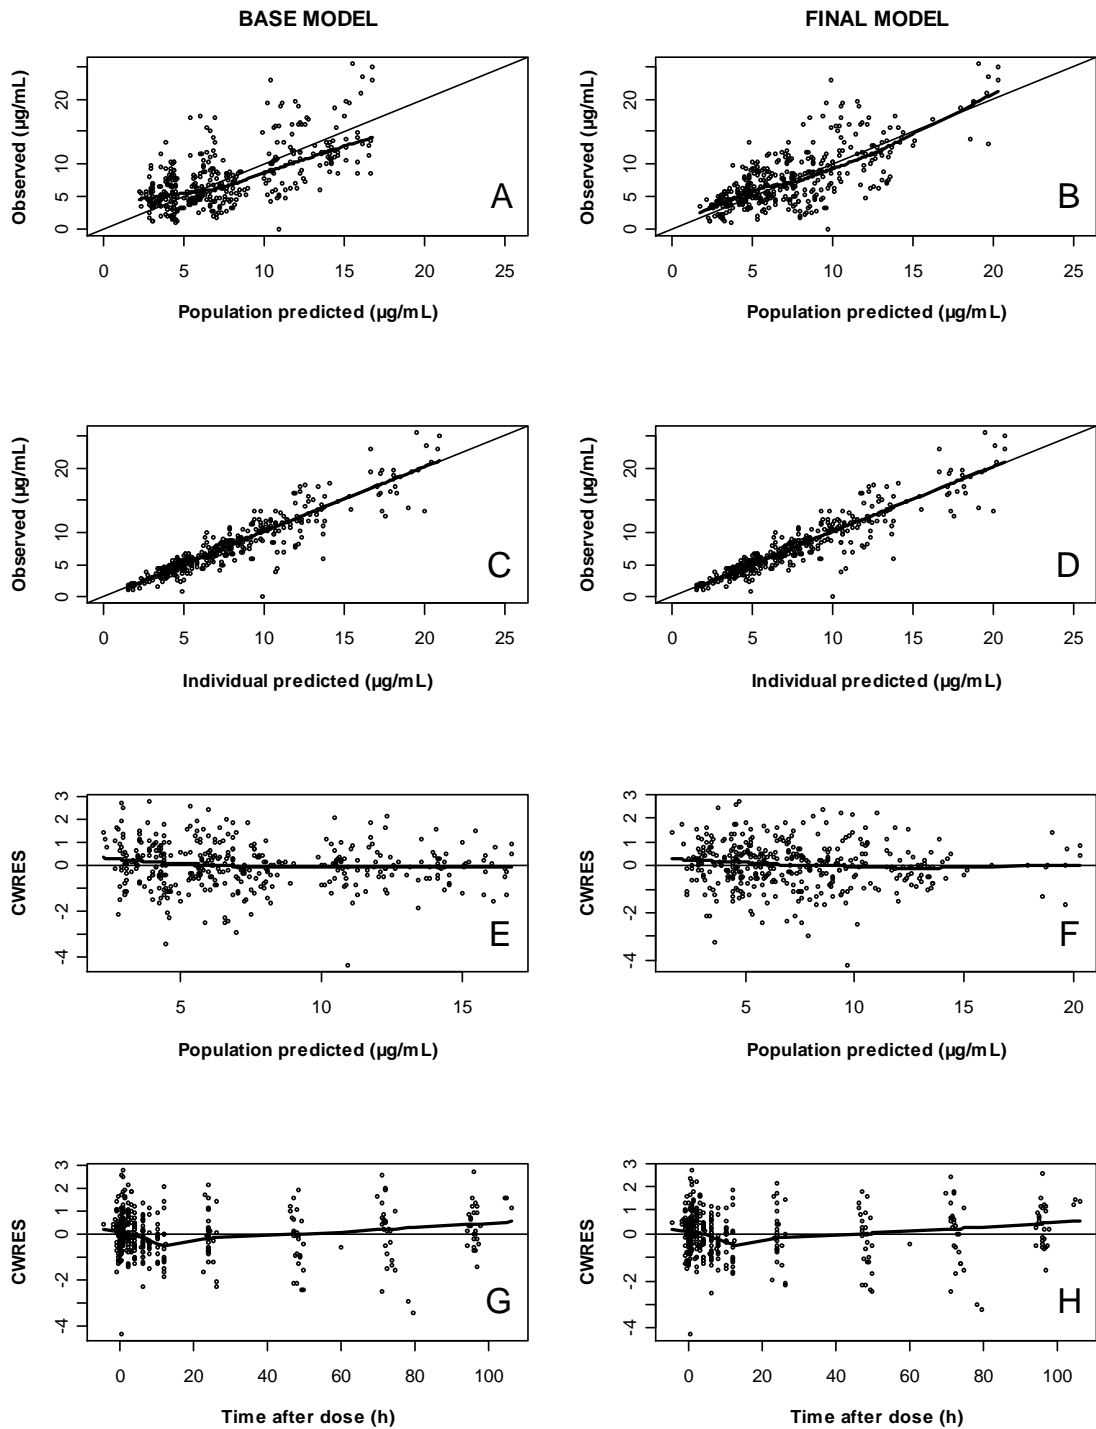 BASE MODEL
FINAL MODEL
Observed (µg/mL)
0 5 10 20
A
0 5 10 15 20 25
Population predicted (µg/mL)
Observed (µg/mL)
0 5 10 20
B
0 5 10 15 20 25
Population predicted (µg/mL)
Observed (µg/mL)
0 5 10 20
C
0 5 10 15 20 25
Individual predicted (µg/mL)
Observed (µg/mL)
0 5 10 20
D
0 5 10 15 20 25
Individual predicted (µg/mL)
CWRES
-4 -2 0 1 2 3
E
5 10 15
Population predicted (µg/mL)
CWRES
-4 -2 0 1 2 3
F
5 10 15 20
Population predicted (µg/mL)
CWRES
-4 -2 0 1 2 3
G
0 20 40 60 80 100
Time after dose (h)
CWRES
-4 -2 0 1 2 3
H
0 20 40 60 80 100
Time after dose (h)